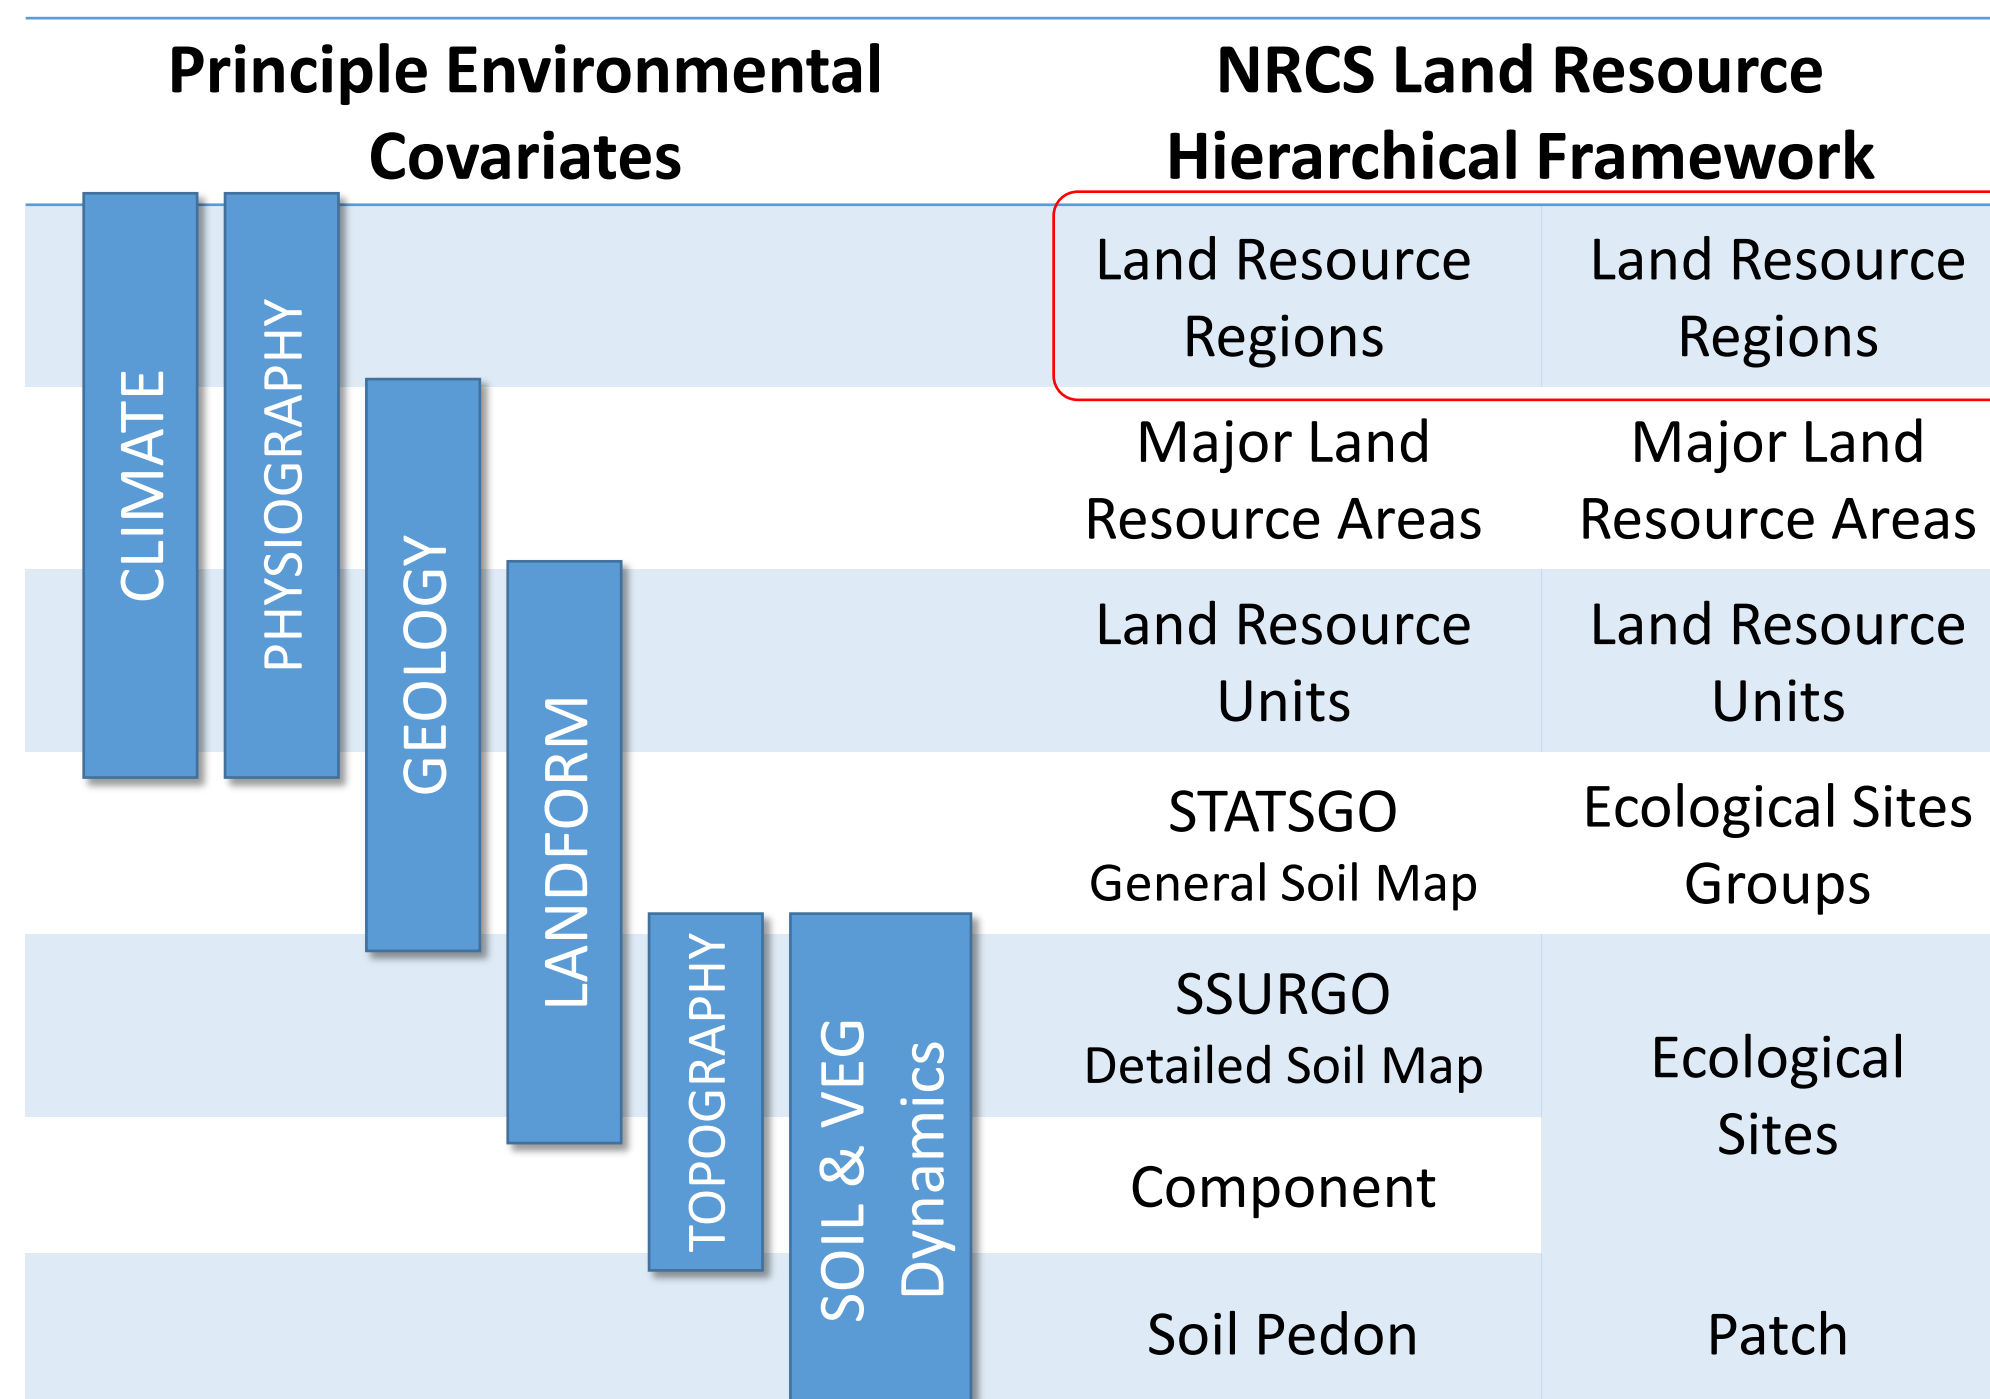 Principle Environmental
Covariates
NRCS Land Resource
Hierarchical Framework
CLIMATE
PHYSIOGRAPHY
GEOLOGY
LANDFORM
TOPOGRAPHY
SOIL & VEG
Dynamics
Land Resource
Regions
Land Resource
Regions
Major Land
Resource Areas
Major Land
Resource Areas
Land Resource
Units
Land Resource
Units
STATSGO
General Soil Map
Ecological Sites
Groups
SSURGO
Detailed Soil Map
Ecological
Sites
Component
Soil Pedon
Patch